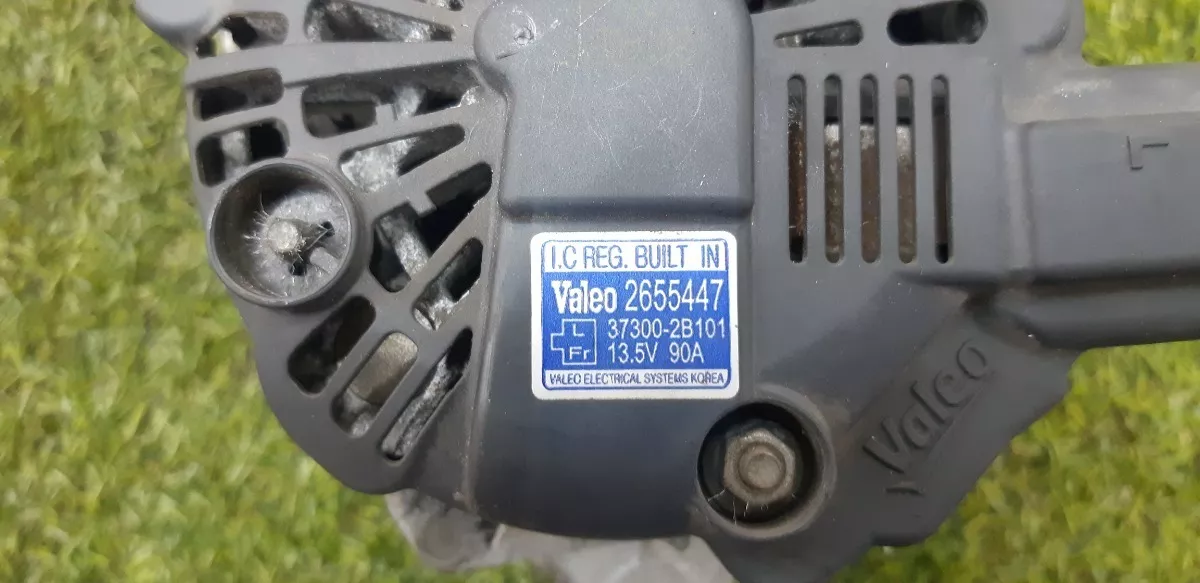 I.C REG. BUILT IN
Valeo 2655447
L 37300-2B101
Fr 13.5V 90A
VALEO ELECTRICAL SYSTEMS KOREA
Valeo